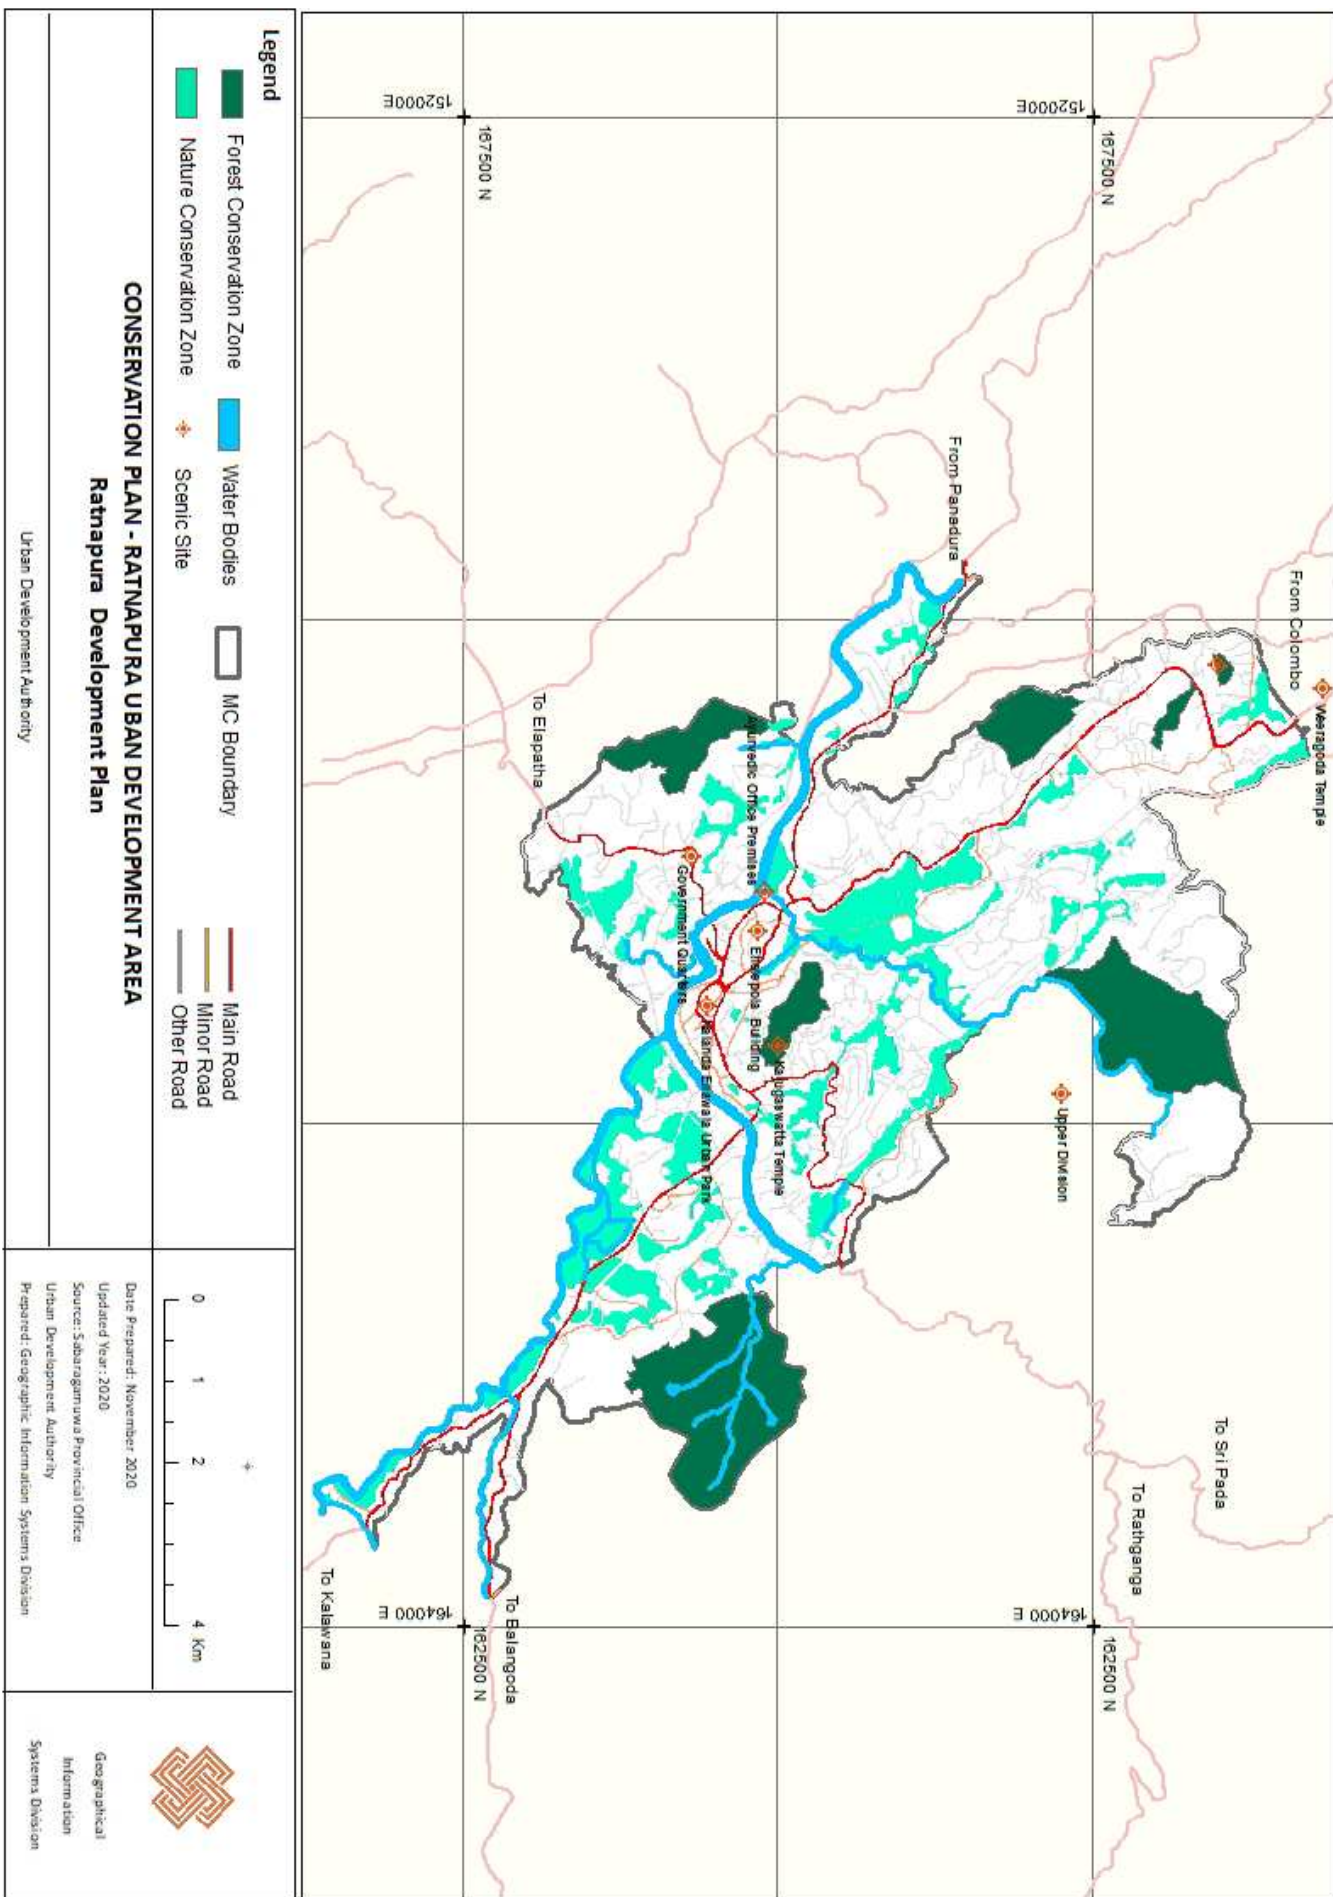 Weeragoda Temple
From Colombo
To Sri Pada
To Rathganga
152000E
167500 N
164000 m
162500 N
Upper Division
From Panadura
Ayurvedic Office Premises
Ehelepola Building
Katugaswatta Temple
Government Quarters
Urban Park
To Elapatha
To Balangoda
152000E
167500 N
164000 m
162500 N
To Kalawana
Legend
Forest Conservation Zone
Water Bodies
MC Boundary
Main Road
Nature Conservation Zone
Scenic Site
Minor Road
Other Road
CONSERVATION PLAN - RATNAPURA UBAN DEVELOPMENT AREA
Ratnapura Development Plan
Urban Development Authority
0 1 2 4 Km
Date Prepared: November 2020
Updated Year: 2020
Source: Sabaragamuwa Provincial Office
Urban Development Authority
Prepared: Geographic Information Systems Division
Geographical
Information
Systems Division